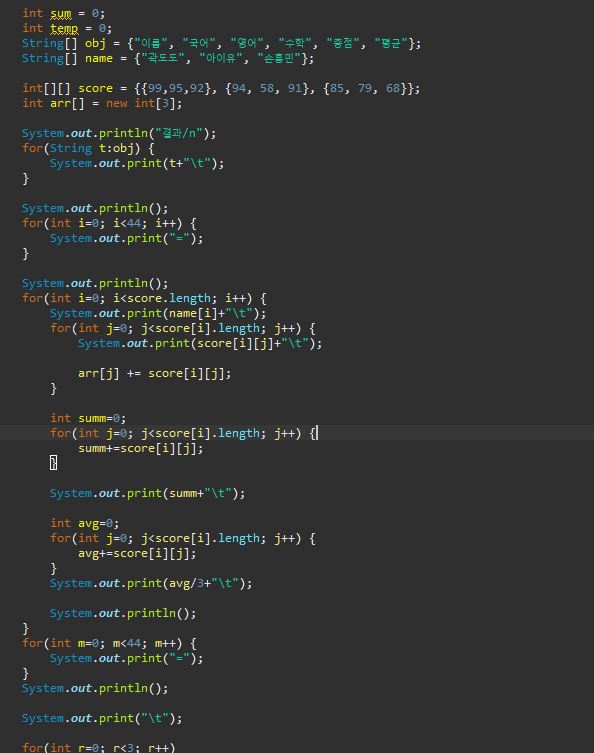 int sum = 0;
int temp = 0;
String[] obj = {"이름", "국어", "영어", "수학", "총점", "평균"};
String[] name = {"곽도도", "아이유", "손흥민"};
int[][] score = {{99,95,92}, {94, 58, 91}, {85, 79, 68}};
int arr[] = new int[3];
System.out.println("결과/n");
for(String t:obj) {
System.out.print(t+"\t");
}
System.out.println();
for(int i=0; i<44; i++) {
System.out.print("=");
}
System.out.println();
for(int i=0; i<score.length; i++) {
System.out.print(name[i]+"\t");
for(int j=0; j<score[i].length; j++) {
System.out.print(score[i][j]+"\t");
arr[j] += score[i][j];
}
int summ=0;
for(int j=0; j<score[i].length; j++) {
summ+=score[i][j];
}
System.out.print(summ+"\t");
int avg=0;
for(int j=0; j<score[i].length; j++) {
avg+=score[i][j];
}
System.out.print(avg/3+"\t");
System.out.println();
}
for(int m=0; m<44; m++) {
System.out.print("=");
}
System.out.println();
System.out.print("\t");
for(int r=0; r<3; r++)